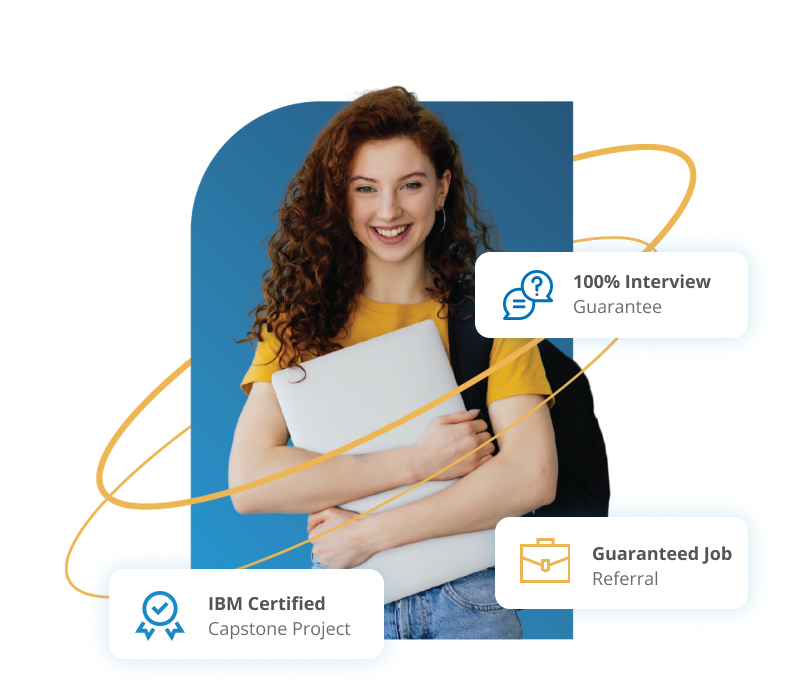 100% Interview
Guarantee
Guaranteed Job
Referral
IBM Certified
Capstone Project